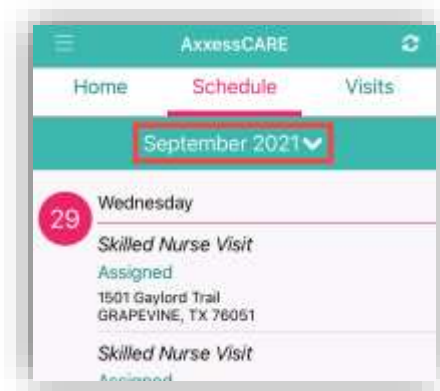 AxxessCARE
Home Schedule Visits
September 2021
29 Wednesday
Skilled Nurse Visit
Assigned
1501 Gaylord Trail
GRAPEVINE, TX 76051
Skilled Nurse Visit
Assigned